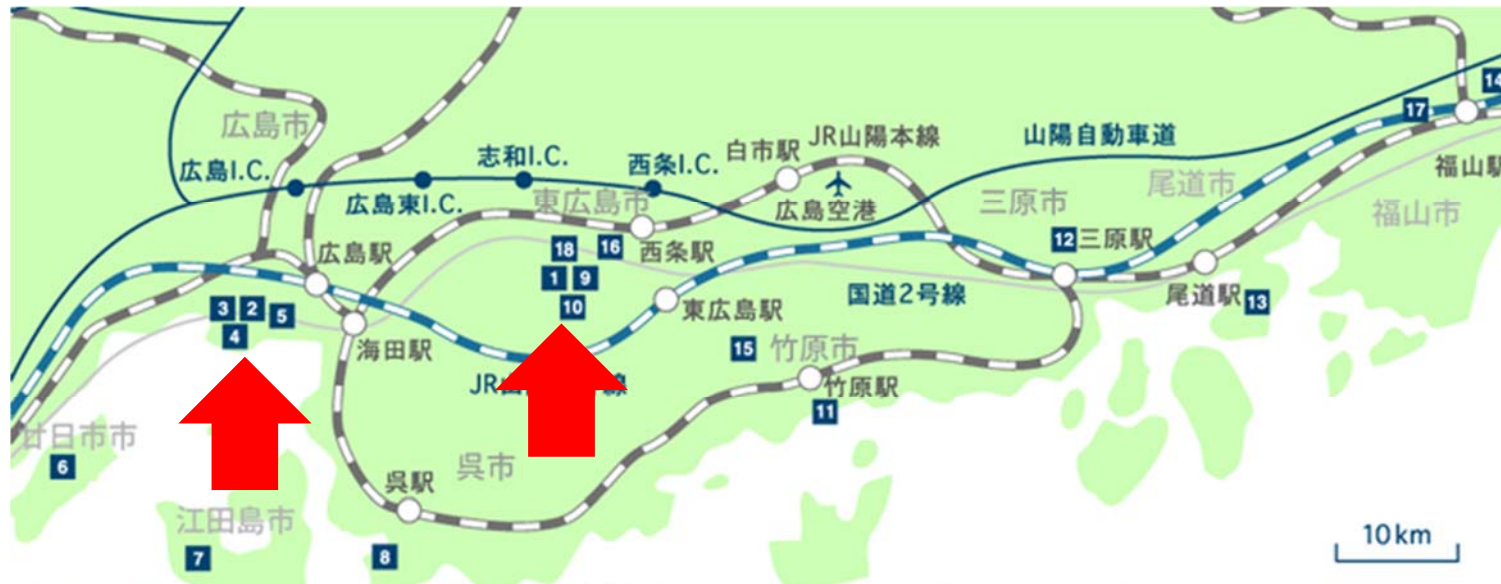 14
17
広島市
JR山陽本線
山陽自動車道
白市駅
志和I.C.
西条I.C.
広島I.C.
福山駅
尾道市
広島東I.C.
東広島市
広島空港
三原市
福山市
12
三原駅
18
16
西条駅
広島駅
1
9
国道2号線
尾道駅
13
3
2
5
10
東広島駅
4
海田駅
15
竹原市
JR山
線
竹原駅
11
廿日市市
6
呉市
呉駅
江田島市
10km
7
8